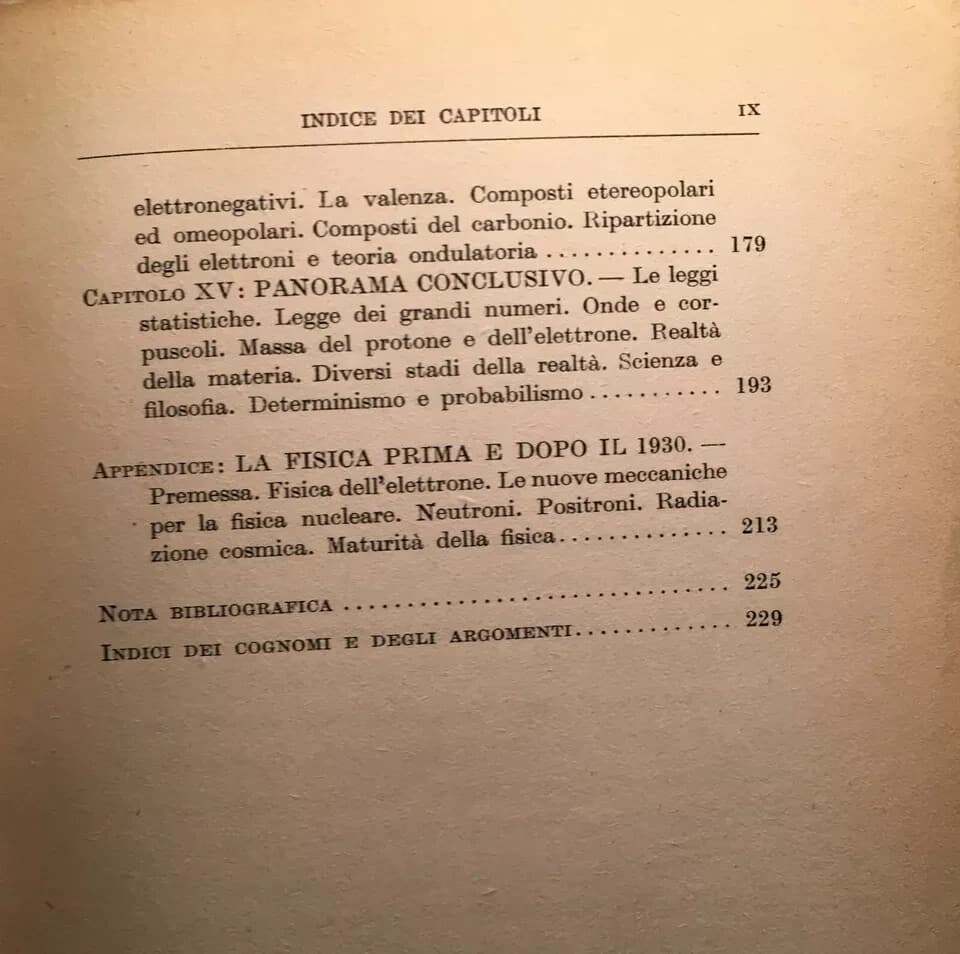 INDICE DEI CAPITOLI IX
elettronegativi. La valenza. Composti etereopolari
ed omeopolari. Composti del carbonio. Ripartizione
degli elettroni e teoria ondulatoria .............. 179
CAPITOLO XV: PANORAMA CONCLUSIVO. — Le leggi
statistiche. Legge dei grandi numeri. Onde e cor-
puscoli. Massa del protone e dell'elettrone. Realtà
della materia. Diversi stadi della realtà. Scienza e
filosofia. Determinismo e probabilismo ........... 193
APPENDICE: LA FISICA PRIMA E DOPO IL 1930. —
Premessa. Fisica dell'elettrone. Le nuove meccaniche
per la fisica nucleare. Neutroni. Positroni. Radia-
zione cosmica. Maturità della fisica.............. 213
NOTA BIBLIOGRAFICA ................................ 225
INDICI DEI COGNOMI E DEGLI ARGOMENTI............. 229